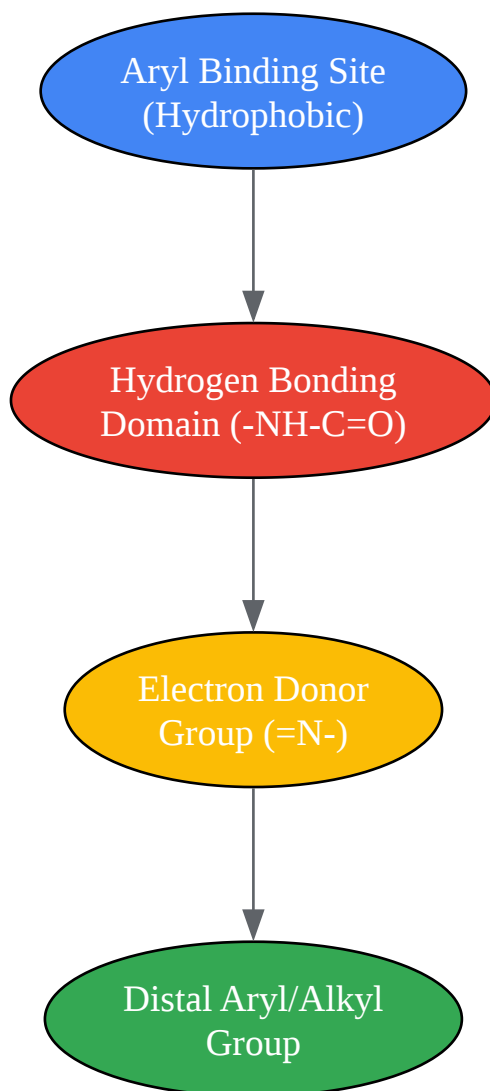 Aryl Binding Site
(Hydrophobic)
Hydrogen Bonding
Domain (-NH-C=O)
Electron Donor
Group (=N-)
Distal Aryl/Alkyl
Group